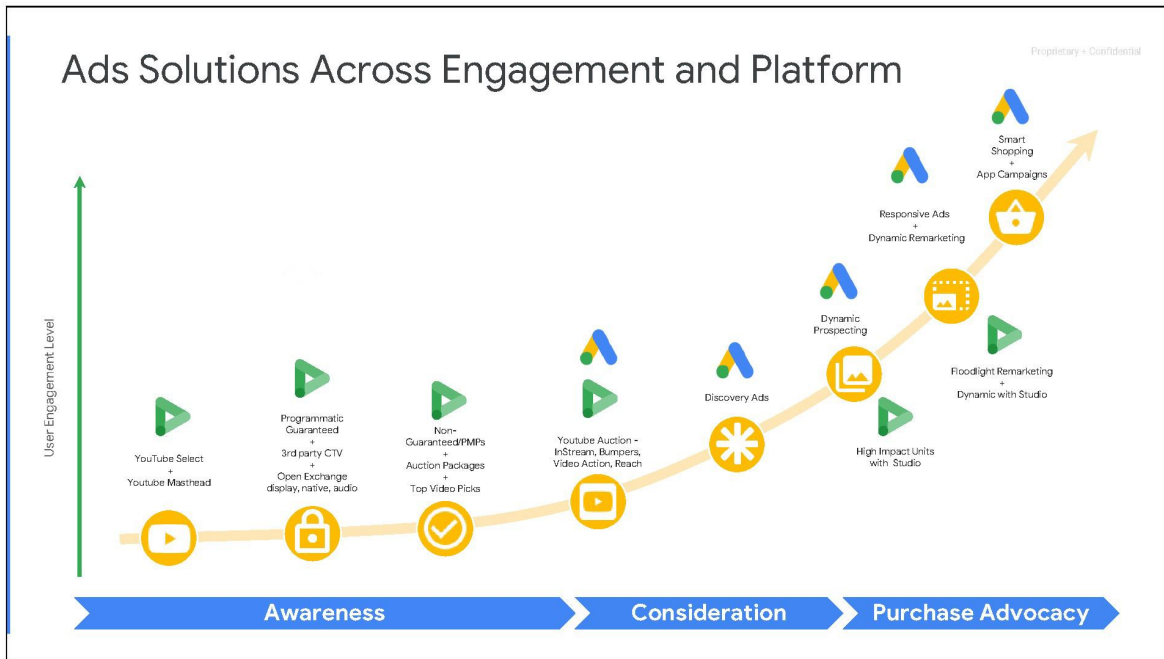 Proprietary + Confidential
Ads Solutions Across Engagement and Platform
User Engagement Level
YouTube Select
+
Youtube Masthead
Programmatic
Guaranteed
+
3rd party CTV
+
Open Exchange
display, native, audio
Non-
Guaranteed/PMPs
+
Auction Packages
+
Top Video Picks
Youtube Auction -
InStream, Bumpers,
Video Action, Reach
Discovery Ads
Dynamic
Prospecting
High Impact Units
with Studio
Responsive Ads
+
Dynamic Remarketing
Floodlight Remarketing
+
Dynamic with Studio
Smart
Shopping
+
App Campaigns
Awareness
Consideration
Purchase Advocacy